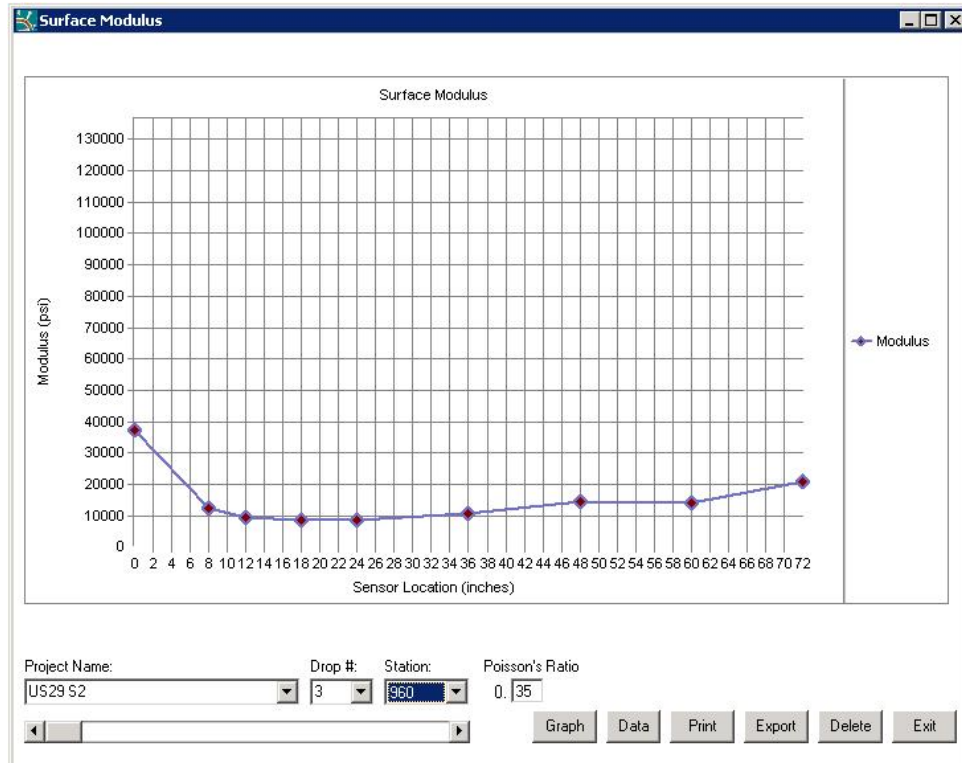 Surface Modulus
Surface Modulus
130000
120000
110000
100000
90000
80000
70000
60000
50000
40000
30000
20000
10000
0
Modulus (psi)
0 2 4 6 8 10 12 14 16 18 20 22 24 26 28 30 32 34 36 38 40 42 44 46 48 50 52 54 56 58 60 62 64 66 68 70 72
Sensor Location (inches)
Modulus
Project Name: Drop #: Station: Poisson's Ratio
US29 S2 3 960 0. 35
Graph Data Print Export Delete Exit